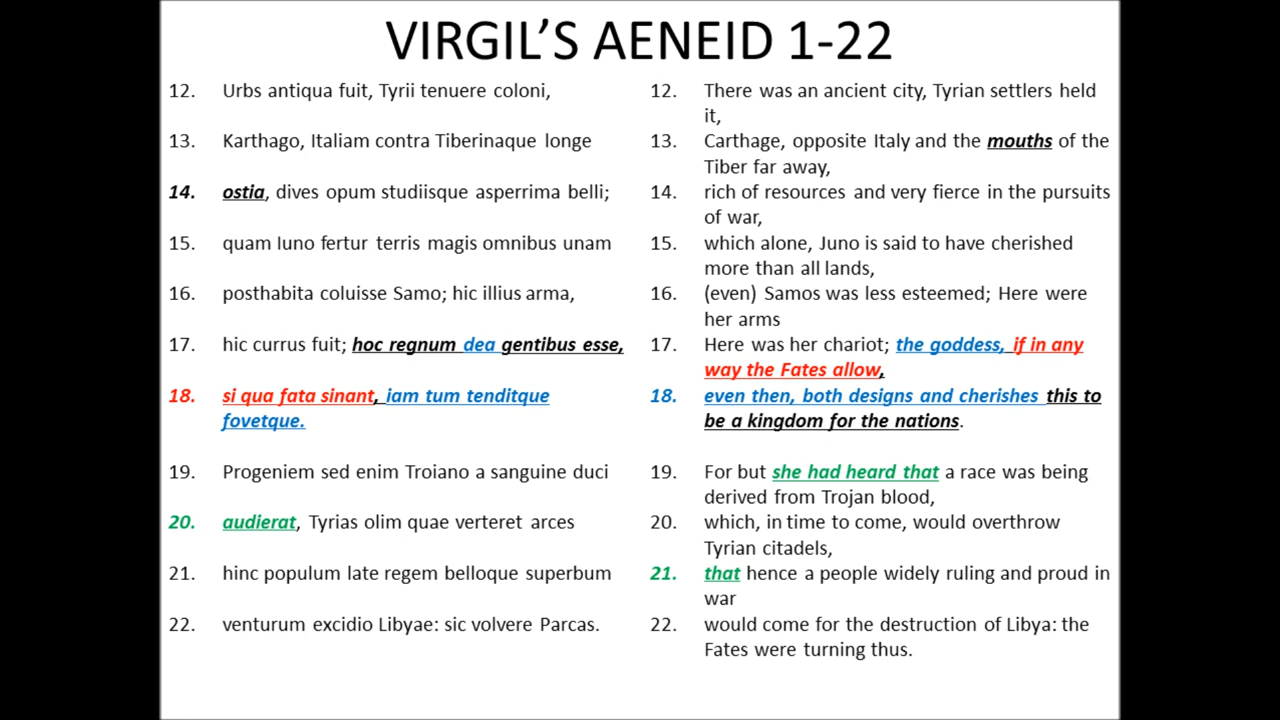 VIRGIL'S AENEID 1-22
12. Urbs antiqua fuit, Tyrii tenuere coloni,
13. Karthago, Italiam contra Tiberinaque longe
14. ostia, dives opum studiisque asperrima belli;
15. quam Iuno fertur terris magis omnibus unam
16. posthabita coluisse Samo; hic illius arma,
17. hic currus fuit; hoc regnum dea gentibus esse,
18. si qua fata sinant, iam tum tenditque
fovetque.
19. Progeniem sed enim Troiano a sanguine duci
20. audierat, Tyrias olim quae verteret arces
21. hinc populum late regem belloque superbum
22. venturum excidio Libyae: sic volvere Parcas.
12. There was an ancient city, Tyrian settlers held
it,
13. Carthage, opposite Italy and the mouths of the
Tiber far away,
14. rich of resources and very fierce in the pursuits
of war,
15. which alone, Juno is said to have cherished
more than all lands,
16. (even) Samos was less esteemed; Here were
her arms
17. Here was her chariot; the goddess, if in any
way the Fates allow,
18. even then, both designs and cherishes this to
be a kingdom for the nations.
19. For but she had heard that a race was being
derived from Trojan blood,
20. which, in time to come, would overthrow
Tyrian citadels,
21. that hence a people widely ruling and proud in
war
22. would come for the destruction of Libya: the
Fates were turning thus.